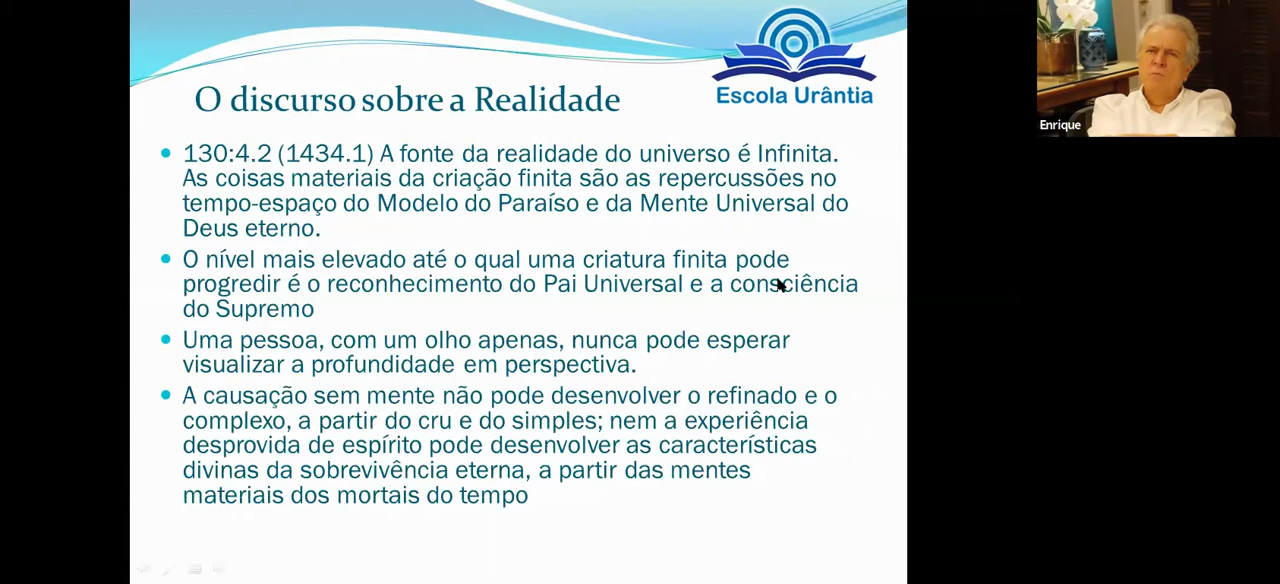 Escola Urântia
O discurso sobre a Realidade
130:4.2 (1434.1) A fonte da realidade do universo é Infinita.
As coisas materiais da criação finita são as repercussões no
tempo-espaço do Modelo do Paraíso e da Mente Universal do
Deus eterno.
O nível mais elevado até o qual uma criatura finita pode
progredir é o reconhecimento do Pai Universal e a consciência
do Supremo
Uma pessoa, com um olho apenas, nunca pode esperar
visualizar a profundidade em perspectiva.
A causação sem mente não pode desenvolver o refinado e o
complexo, a partir do cru e do simples; nem a experiência
desprovida de espírito pode desenvolver as características
divinas da sobrevivência eterna, a partir das mentes
materiais dos mortais do tempo
Enrique